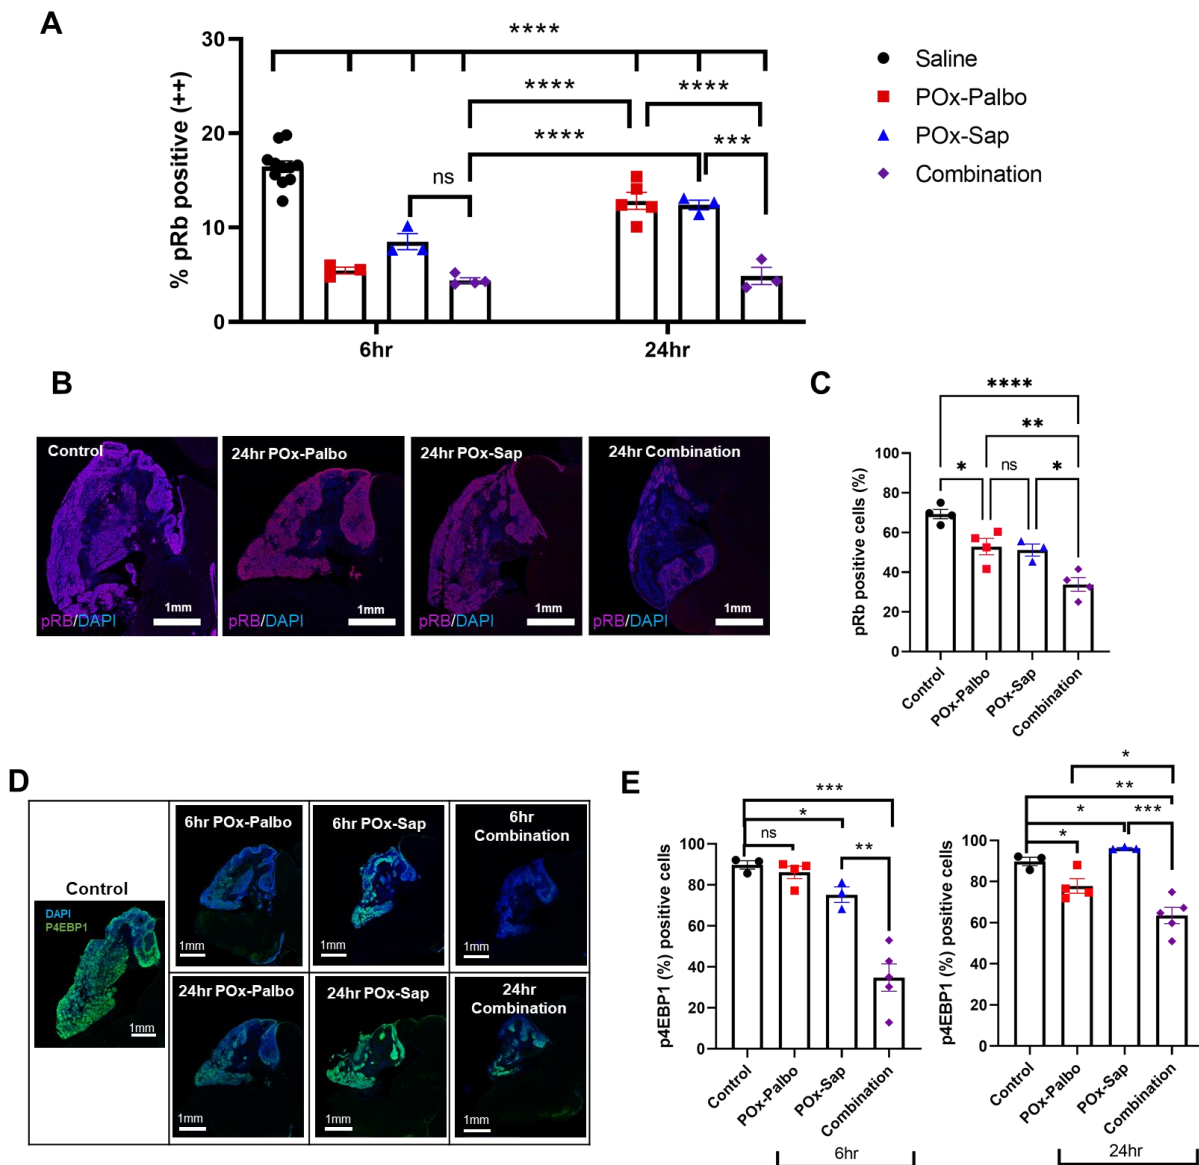 A
% pRb positive (++)
30
20
10
0
****
****
****
****
***
ns
6hr
24hr
Saline
POx-Palbo
POx-Sap
Combination
B
Control
24hr POx-Palbo
24hr POx-Sap
24hr Combination
pRB/DAPI
1mm
pRB/DAPI
1mm
pRB/DAPI
1mm
pRB/DAPI
1mm
C
****
**
*
ns
*
pRb positive cells (%)
100
80
60
40
20
0
Control
POx-Palbo
POx-Sap
Combination
D
Control
DAPI
P4EBP1
1mm
6hr POx-Palbo
1mm
6hr POx-Sap
1mm
6hr
Combination
1mm
24hr POx-Palbo
1mm
24hr POx-Sap
1mm
24hr
Combination
1mm
E
p4EBP1 (%) positive cells
100
80
60
40
20
0
***
*
ns
**
Control
POx-Palbo
POx-Sap
Combination
6hr
p4EBP1 (%) positive cells
100
80
60
40
20
0
*
**
*
***
*
Control
POx-Palbo
POx-Sap
Combination
24hr